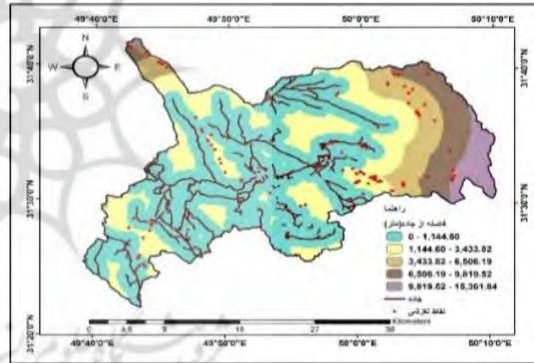 49°40'0"E 49°50'0"E 50°0'0"E 50°10'0"E
N
W E
S
31°40'0"N
31°30'0"N
31°20'0"N
31°40'0"N
31°30'0"N
31°20'0"N
راهنما
فاصله از جاده(متر)
0 - 1,144.60
1,144.60 - 3,433.82
3,433.82 - 6,506.19
6,506.19 - 9,819.52
9,819.52 - 15,361.84
جاده
نقاط لغزشی
0 4.5 9 18 27 36
Kilometers
49°40'0"E 49°50'0"E 50°0'0"E 50°10'0"E